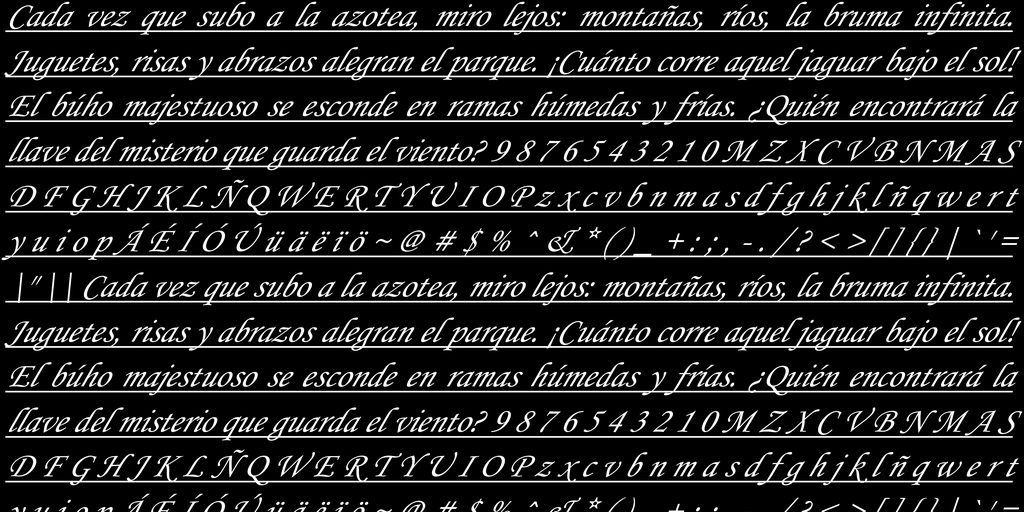 Cada vez que subo a la azotea, miro lejos: montañas, ríos, la bruma infinita.
Juguetes, risas y abrazos alegran el parque. ¡Cuánto corre aquel jaguar bajo el sol!
El búho majestuoso se esconde en ramas húmedas y frías. ¿Quién encontrará la
llave del misterio que guarda el viento? 9 8 7 6 5 4 3 2 1 0 M Z X C V B N M A S
D F G H J K L Ñ Q W E R T Y U I O P z x c v b n m a s d f g h j k l ñ q w e r t
y u i o p Á É Í Ó Ú ü ä ë ï ö ~ @ # $ % ^ & * ( ) _ + : ; , - . / ? < > [ ] { } | ` ' =
| " | | Cada vez que subo a la azotea, miro lejos: montañas, ríos, la bruma infinita.
Juguetes, risas y abrazos alegran el parque. ¡Cuánto corre aquel jaguar bajo el sol!
El búho majestuoso se esconde en ramas húmedas y frías. ¿Quién encontrará la
llave del misterio que guarda el viento? 9 8 7 6 5 4 3 2 1 0 M Z X C V B N M A S
D F G H J K L Ñ Q W E R T Y U I O P z x c v b n m a s d f g h j k l ñ q w e r t
y u i o p Á É Í Ó Ú ü ä ë ï ö ~ @ # $ % ^ & * ( ) _ + : ; , - . / ? < > [ ] { } | ` ' =